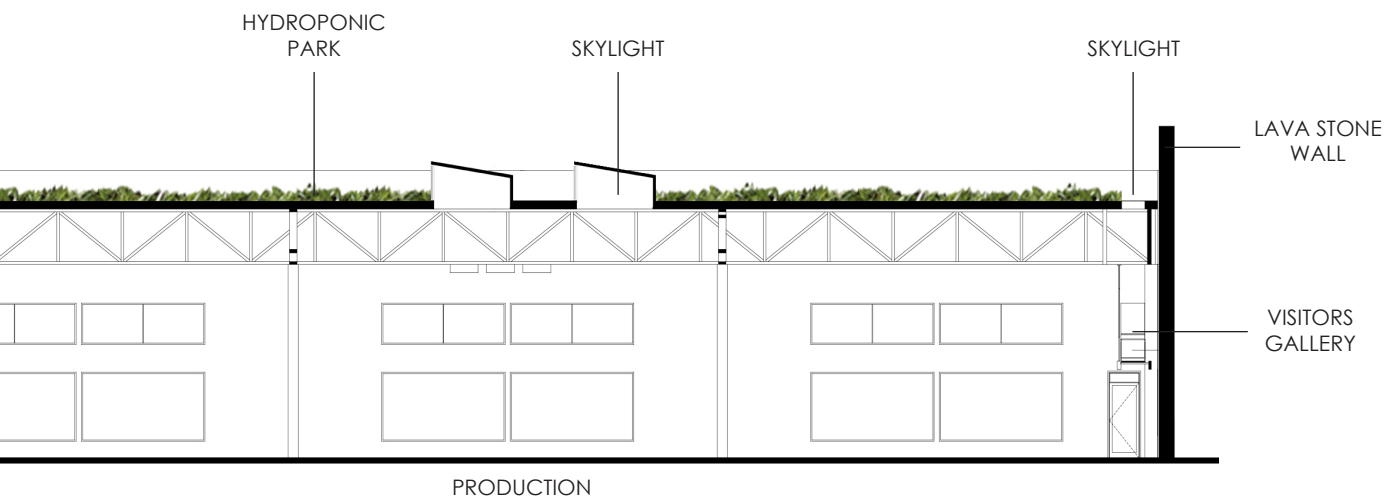 HYDROPONIC
PARK
SKYLIGHT
SKYLIGHT
LAVA STONE
WALL
VISITORS
GALLERY
PRODUCTION